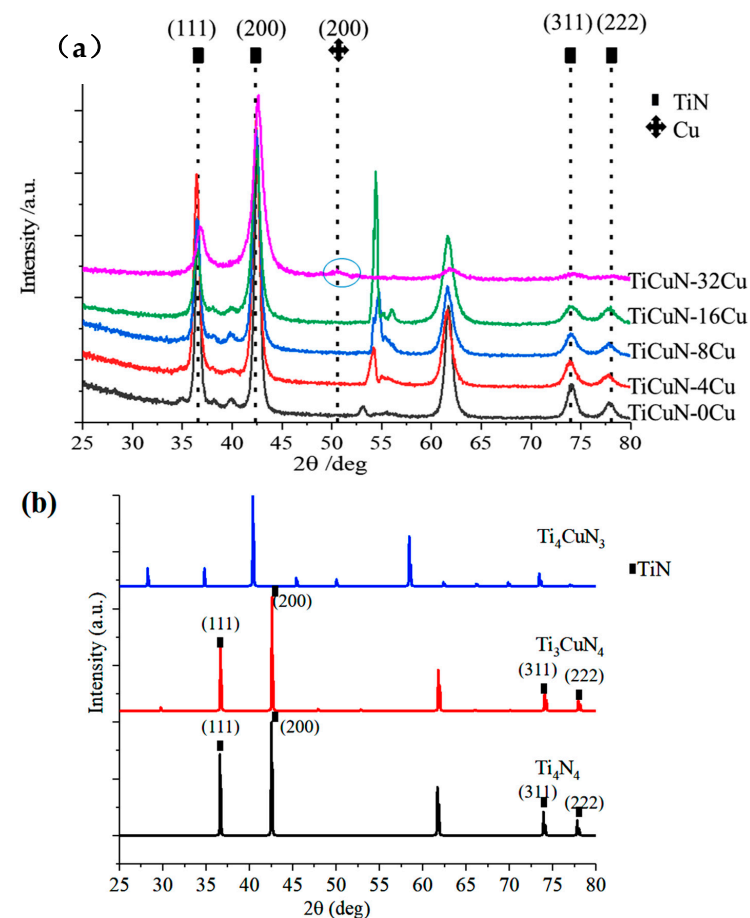 (111) (200) (200) (311) (222)
(a)
TiN
Cu
Intensity /a.u.
TiCuN-32Cu
TiCuN-16Cu
TiCuN-8Cu
TiCuN-4Cu
TiCuN-0Cu
25 30 35 40 45 50 55 60 65 70 75 80
2θ /deg
(b)
Ti₄CuN₃
TiN
(200)
(111)
Ti₃CuN₄
(311)
(222)
Intensity (a.u.)
(111)
(200)
Ti₄N₄
(311)
(222)
25 30 35 40 45 50 55 60 65 70 75 80
2θ (deg)